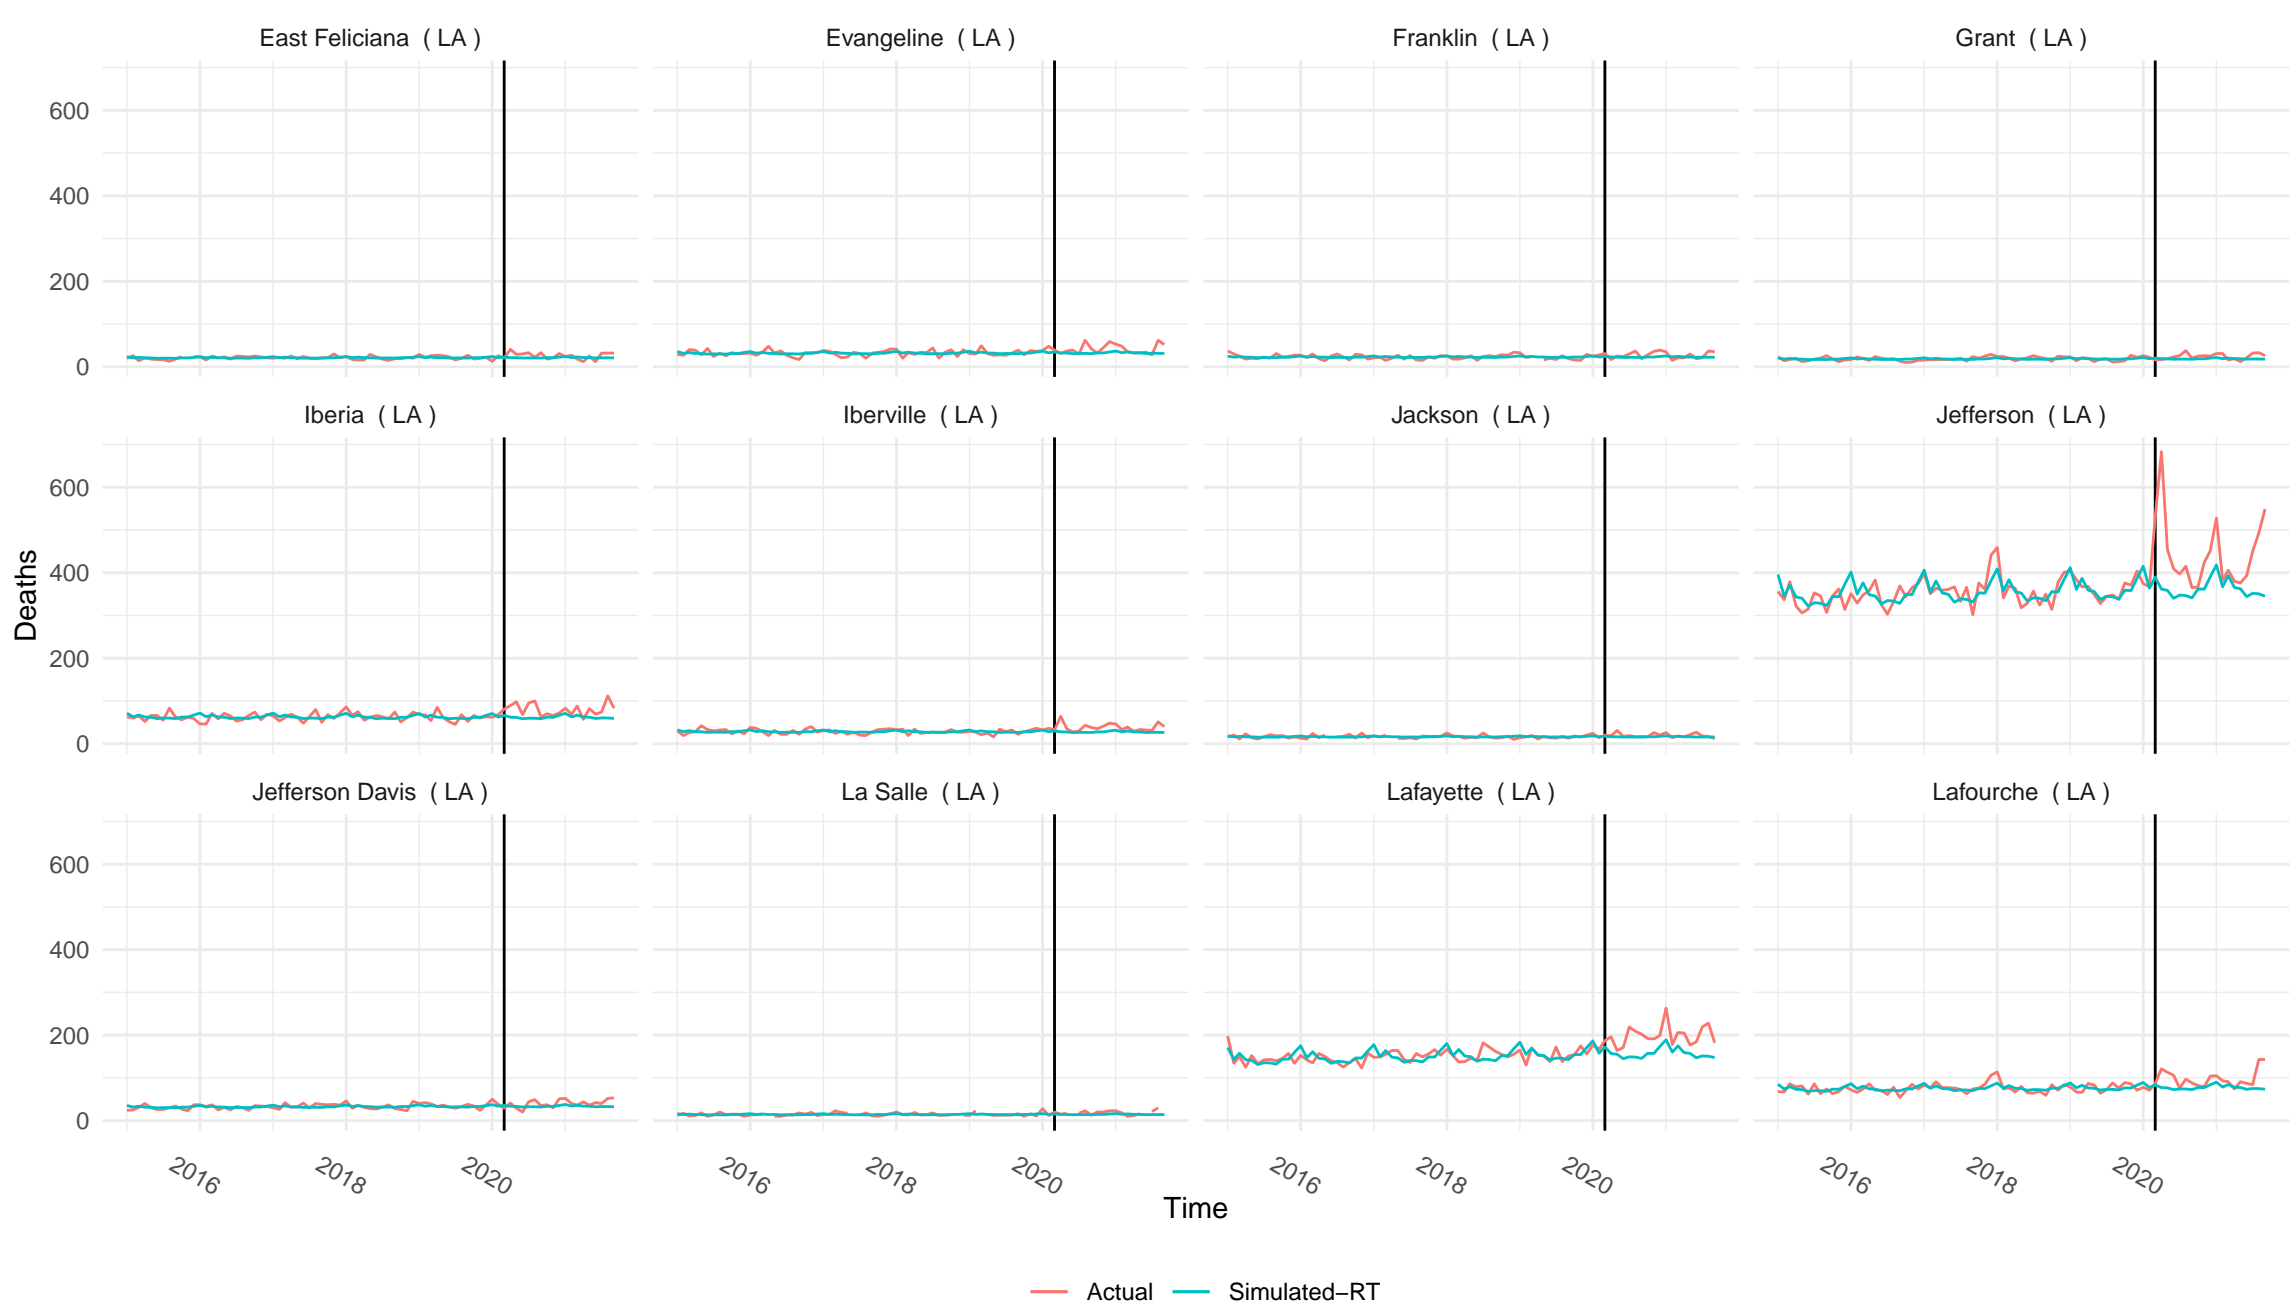 East Feliciana ( LA )
Evangeline ( LA )
Franklin ( LA )
Grant ( LA )
600
400
200
0
Iberia ( LA )
Iberville ( LA )
Jackson ( LA )
Jefferson ( LA )
600
400
200
0
Deaths
Jefferson Davis ( LA )
La Salle ( LA )
Lafayette ( LA )
Lafourche ( LA )
600
400
200
0
2016 2018 2020
2016 2018 2020
2016 2018 2020
2016 2018 2020
Time
Actual
Simulated−RT